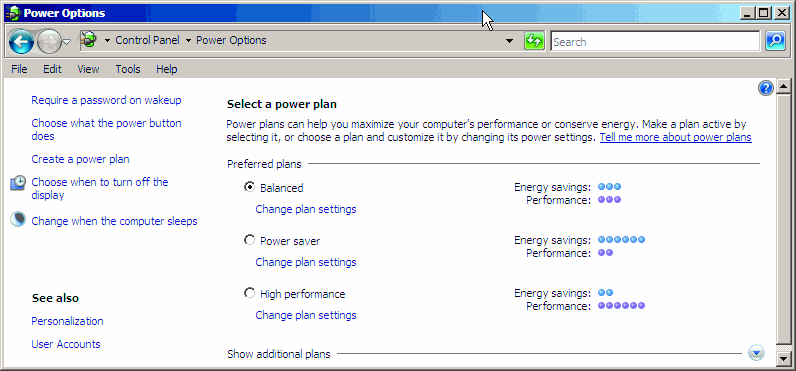 Power Options
Control Panel Power Options
Search
File Edit View Tools Help
Require a password on wakeup
Choose what the power button
does
Create a power plan
Choose when to turn off the
display
Change when the computer sleeps
See also
Personalization
User Accounts
Select a power plan
Power plans can help you maximize your computer's performance or conserve energy. Make a plan active by
selecting it, or choose a plan and customize it by changing its power settings. Tell me more about power plans
Preferred plans
Balanced Energy savings:
Performance:
Change plan settings
Power saver Energy savings:
Performance:
Change plan settings
High performance Energy savings:
Performance:
Change plan settings
Show additional plans